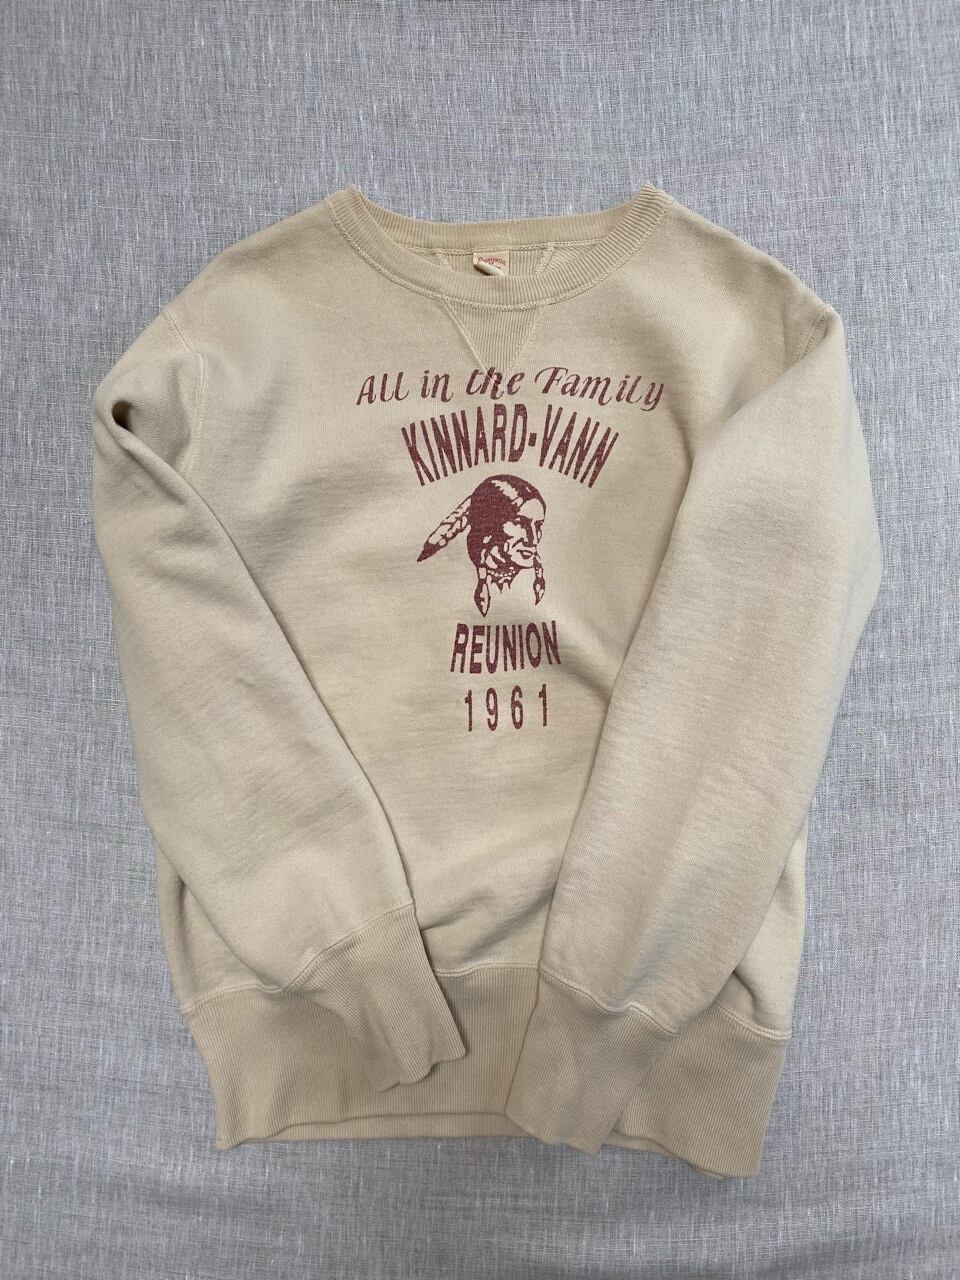 All in the Family
KINNARD-VANN
REUNION
1961